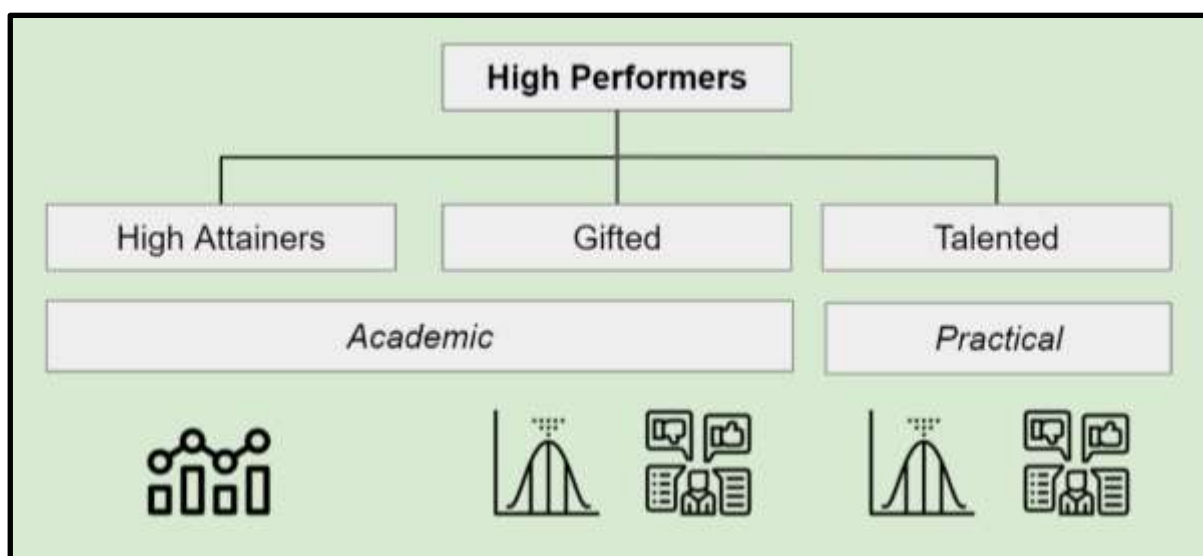 High Performers
High Attainers
Gifted
Talented
Academic
Practical